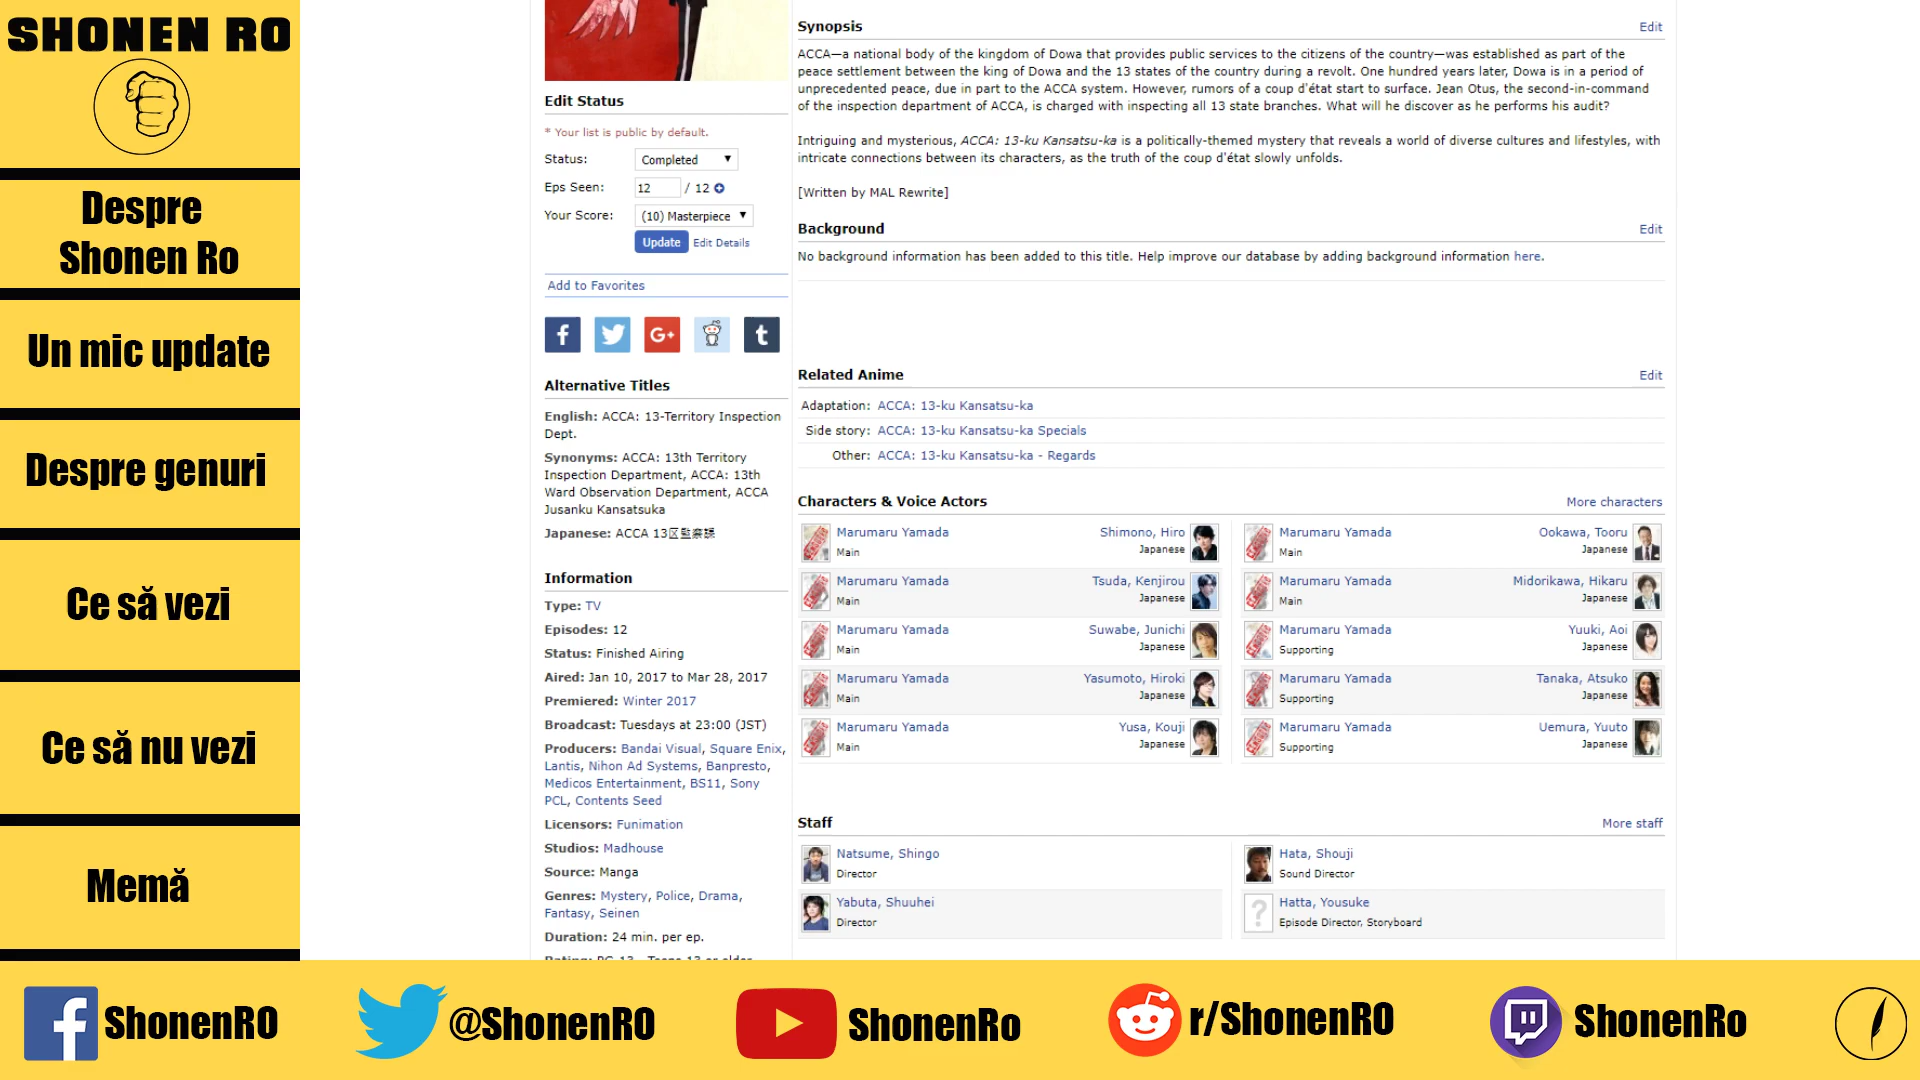 SHONEN RO
Despre
Shonen Ro
Un mic update
Despre genuri
Ce să vezi
Ce să nu vezi
Memă
Edit Status
* Your list is public by default.
Status: Completed
Eps Seen: 12 / 12
Your Score: (10) Masterpiece
Update Edit Details
Add to Favorites
Alternative Titles
English: ACCA: 13-Territory Inspection
Dept.
Synonyms: ACCA: 13th Territory
Inspection Department, ACCA: 13th
Ward Observation Department, ACCA
Jusanku Kansatsuka
Japanese: ACCA 13区監察課
Information
Type: TV
Episodes: 12
Status: Finished Airing
Aired: Jan 10, 2017 to Mar 28, 2017
Premiered: Winter 2017
Broadcast: Tuesdays at 23:00 (JST)
Producers: Bandai Visual, Square Enix,
Lantis, Nihon Ad Systems, Banpresto,
Medicos Entertainment, BS11, Sony
PCL, Contents Seed
Licensors: Funimation
Studios: Madhouse
Source: Manga
Genres: Mystery, Police, Drama,
Fantasy, Seinen
Duration: 24 min. per ep.
Rating: PG-13 - Teens 13 or older
Synopsis Edit
ACCA—a national body of the kingdom of Dowa that provides public services to the citizens of the country—was established as part of the
peace settlement between the king of Dowa and the 13 states of the country during a revolt. One hundred years later, Dowa is in a period of
unprecedented peace, due in part to the ACCA system. However, rumors of a coup d'état start to surface. Jean Otus, the second-in-command
of the inspection department of ACCA, is charged with inspecting all 13 state branches. What will he discover as he performs his audit?
Intriguing and mysterious, ACCA: 13-ku Kansatsu-ka is a politically-themed mystery that reveals a world of diverse cultures and lifestyles, with
intricate connections between its characters, as the truth of the coup d'état slowly unfolds.
[Written by MAL Rewrite]
Background Edit
No background information has been added to this title. Help improve our database by adding background information here.
Related Anime Edit
Adaptation: ACCA: 13-ku Kansatsu-ka
Side story: ACCA: 13-ku Kansatsu-ka Specials
Other: ACCA: 13-ku Kansatsu-ka - Regards
Characters & Voice Actors More characters
Marumaru Yamada Shimono, Hiro Marumaru Yamada Ookawa, Tooru
Main Japanese Main Japanese
Marumaru Yamada Tsuda, Kenjirou Marumaru Yamada Midorikawa, Hikaru
Main Japanese Main Japanese
Marumaru Yamada Suwabe, Junichi Marumaru Yamada Yuuki, Aoi
Main Japanese Supporting Japanese
Marumaru Yamada Yasumoto, Hiroki Marumaru Yamada Tanaka, Atsuko
Main Japanese Supporting Japanese
Marumaru Yamada Yusa, Kouji Marumaru Yamada Uemura, Yuuto
Main Japanese Supporting Japanese
Staff More staff
Natsume, Shingo Hata, Shouji
Director Sound Director
Yabuta, Shuuhei Hatta, Yousuke
Director Episode Director, Storyboard
ShonenRO @ShonenRO ShonenRo r/ShonenRO ShonenRo